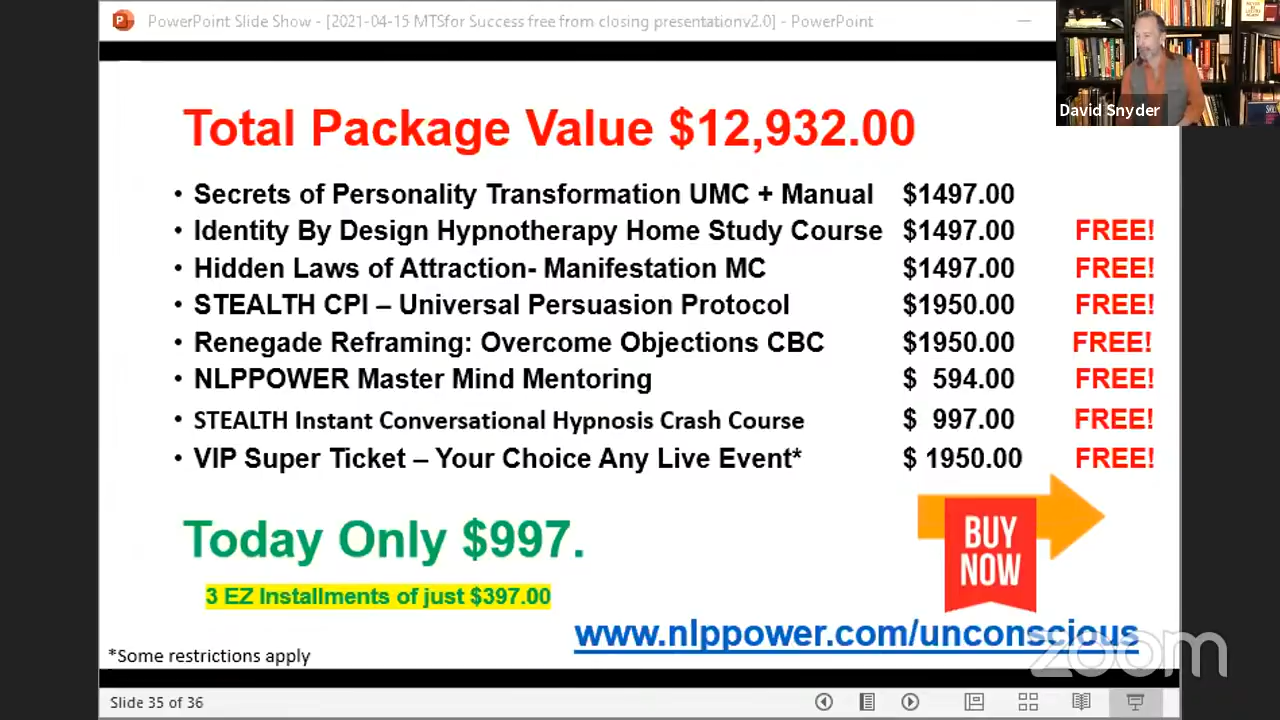 PowerPoint Slide Show - [2021-04-15 MTSfor Success free from closing presentationv2.0] - PowerPoint
David Snyder
Total Package Value $12,932.00
• Secrets of Personality Transformation UMC + Manual $1497.00
• Identity By Design Hypnotherapy Home Study Course $1497.00 FREE!
• Hidden Laws of Attraction- Manifestation MC $1497.00 FREE!
• STEALTH CPI – Universal Persuasion Protocol $1950.00 FREE!
• Renegade Reframing: Overcome Objections CBC $1950.00 FREE!
• NLPPOWER Master Mind Mentoring $ 594.00 FREE!
• STEALTH Instant Conversational Hypnosis Crash Course $ 997.00 FREE!
• VIP Super Ticket – Your Choice Any Live Event* $ 1950.00 FREE!
Today Only $997.
BUY
NOW
3 EZ Installments of just $397.00
www.nlppower.com/unconscious
*Some restrictions apply
zoom
Slide 35 of 36